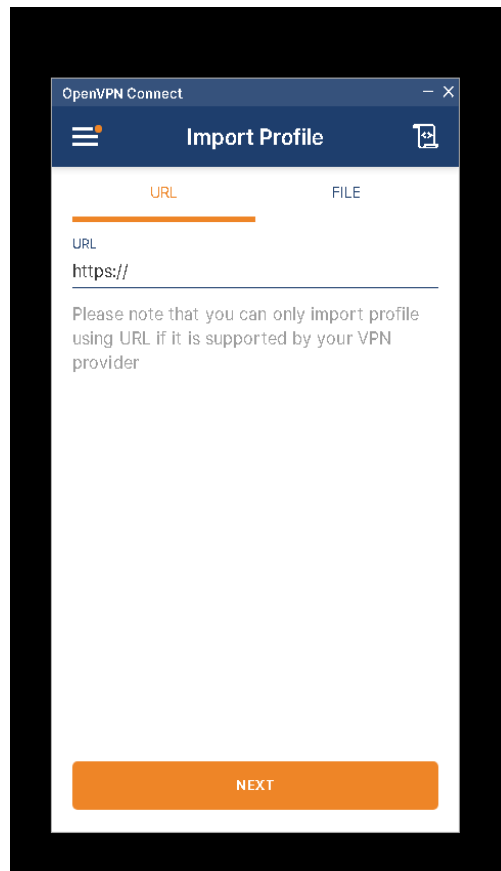 OpenVPN Connect
Import Profile
URL
FILE
URL
https://
Please note that you can only import profile
using URL if it is supported by your VPN
provider
NEXT